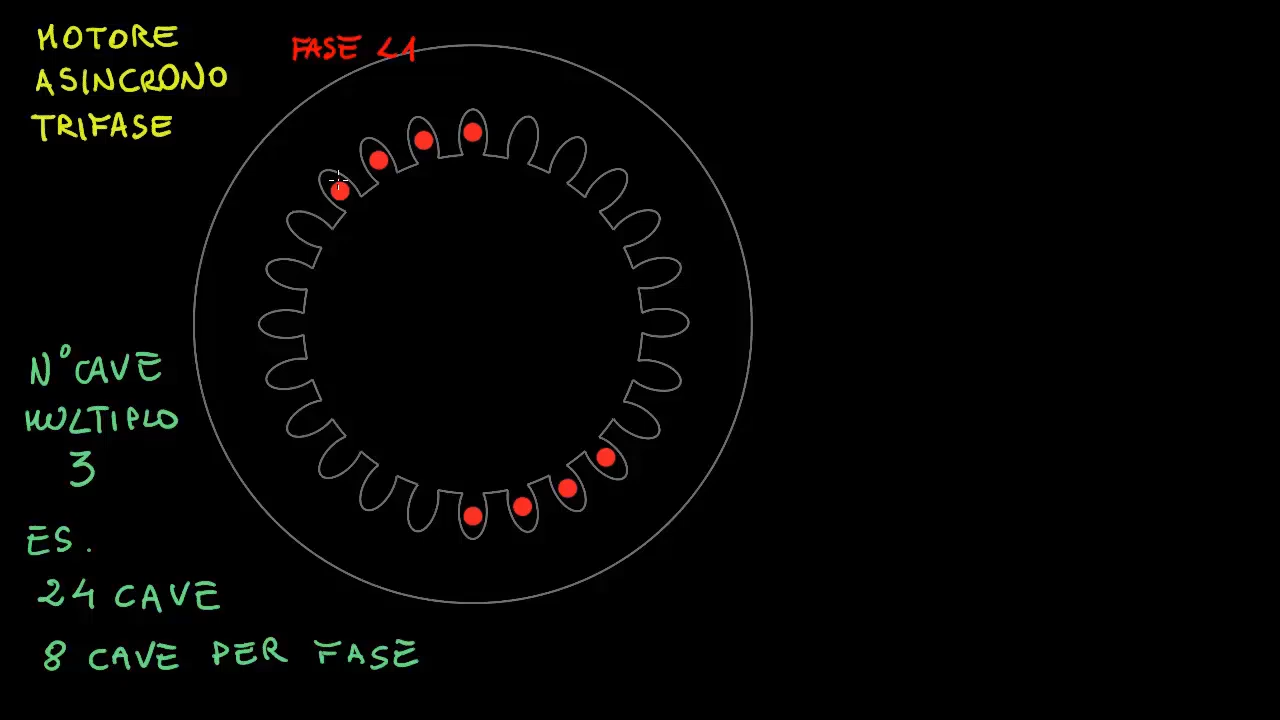 MOTORE
ASINCRONO
TRIFASE
FASE L1
N° CAVE
MULTIPLO
3
ES.
24 CAVE
8 CAVE PER FASE